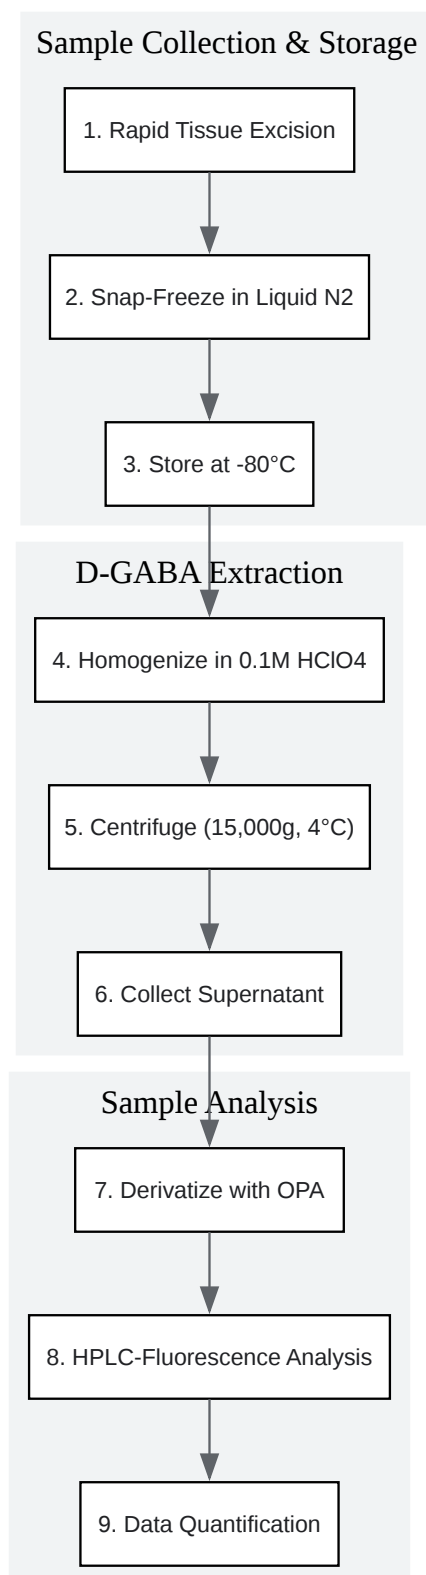 Sample Collection & Storage
1. Rapid Tissue Excision
2. Snap-Freeze in Liquid N2
3. Store at -80°C
D-GABA Extraction
4. Homogenize in 0.1M HClO4
5. Centrifuge (15,000g, 4°C)
6. Collect Supernatant
Sample Analysis
7. Derivatize with OPA
8. HPLC-Fluorescence Analysis
9. Data Quantification